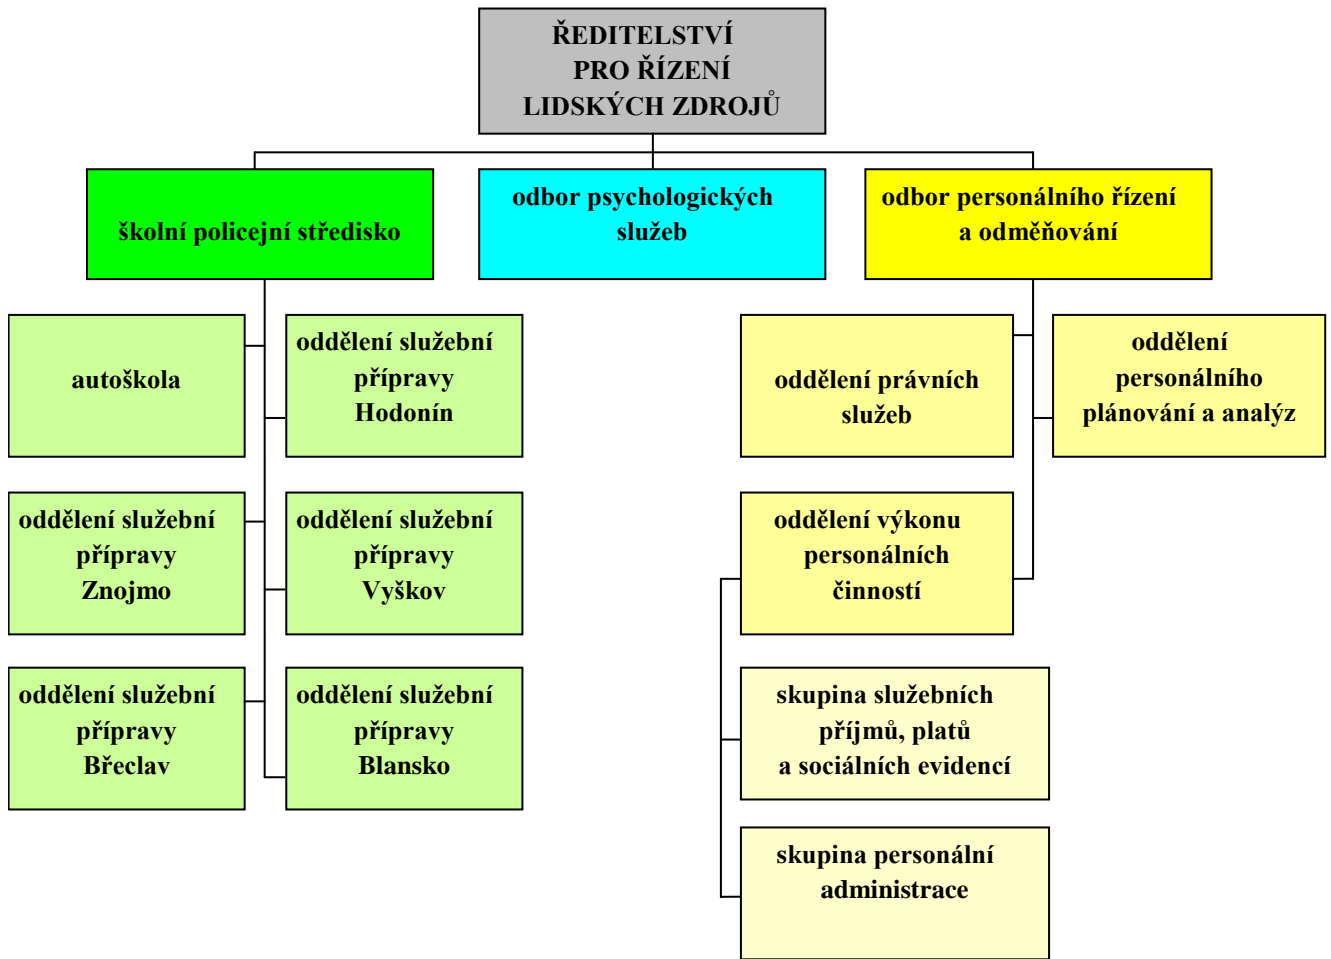 ŘEDITELSTVÍ
PRO ŘÍZENÍ
LIDSKÝCH ZDROJŮ
školní policejní středisko
odbor psychologických
služeb
odbor personálního řízení
a odměňování
autoškola
oddělení služební
přípravy
Hodonín
oddělení právních
služeb
oddělení
personálního
plánování a analýz
oddělení služební
přípravy
Znojmo
oddělení služební
přípravy
Vyškov
oddělení výkonu
personálních
činností
oddělení služební
přípravy
Břeclav
oddělení služební
přípravy
Blansko
skupina služebních
příjmů, platů
a sociálních evidencí
skupina personální
administrace